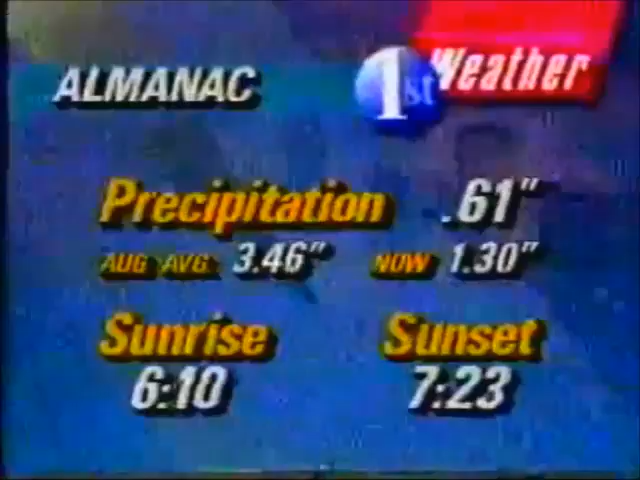 ALMANAC
1st Weather
Precipitation .61"
AUG AVG. 3.46" NOW 1.30"
Sunrise Sunset
6:10 7:23